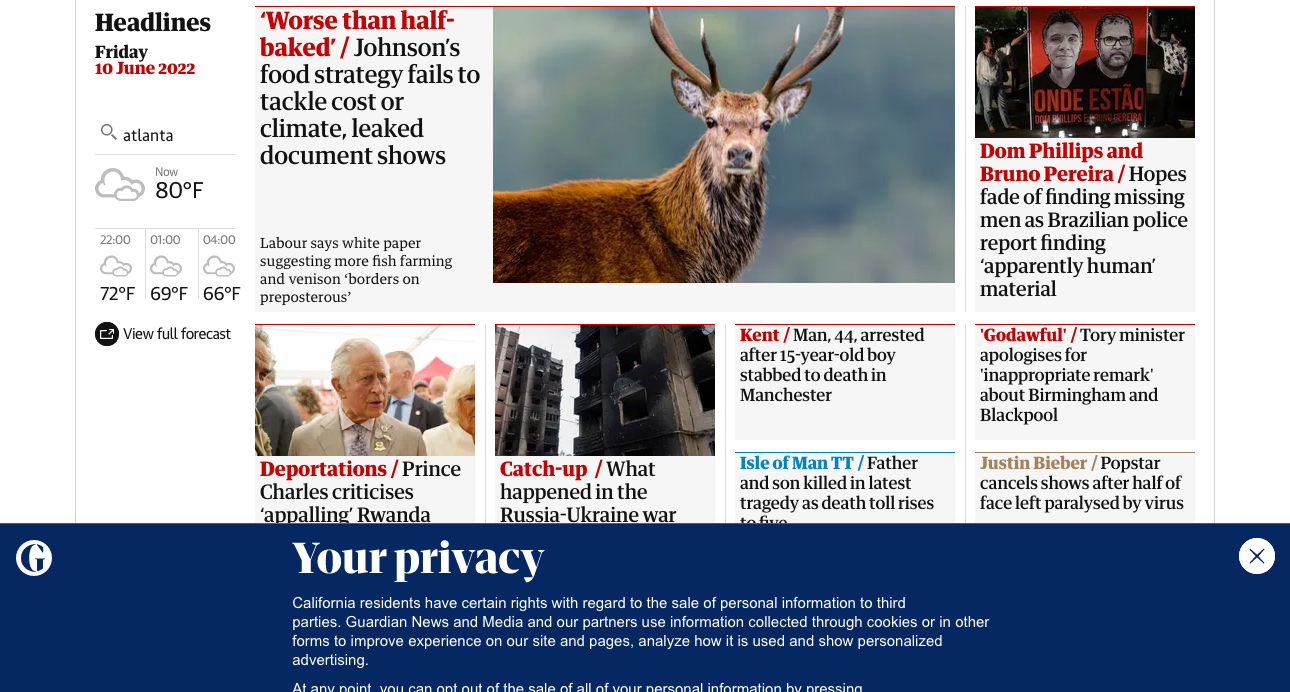 Headlines
Friday
10 June 2022
atlanta
Now
80°F
22:00
01:00
04:00
72°F
69°F
66°F
View full forecast
‘Worse than half-
baked’ / Johnson’s
food strategy fails to
tackle cost or
climate, leaked
document shows
Labour says white paper
suggesting more fish farming
and venison ‘borders on
preposterous’
ONDE ESTÃO
DOM PHILLIPS E BRUNO PEREIRA?
Dom Phillips and
Bruno Pereira / Hopes
fade of finding missing
men as Brazilian police
report finding
‘apparently human’
material
Deportations / Prince
Charles criticises
‘appalling’ Rwanda
Catch-up / What
happened in the
Russia-Ukraine war
Kent / Man, 44, arrested
after 15-year-old boy
stabbed to death in
Manchester
'Godawful' / Tory minister
apologises for
'inappropriate remark'
about Birmingham and
Blackpool
Isle of Man TT / Father
and son killed in latest
tragedy as death toll rises
to five
Justin Bieber / Popstar
cancels shows after half of
face left paralysed by virus
G
Your privacy
California residents have certain rights with regard to the sale of personal information to third
parties. Guardian News and Media and our partners use information collected through cookies or in other
forms to improve experience on our site and pages, analyze how it is used and show personalized
advertising.
At any point, you can opt out of the sale of all of your personal information by pressing